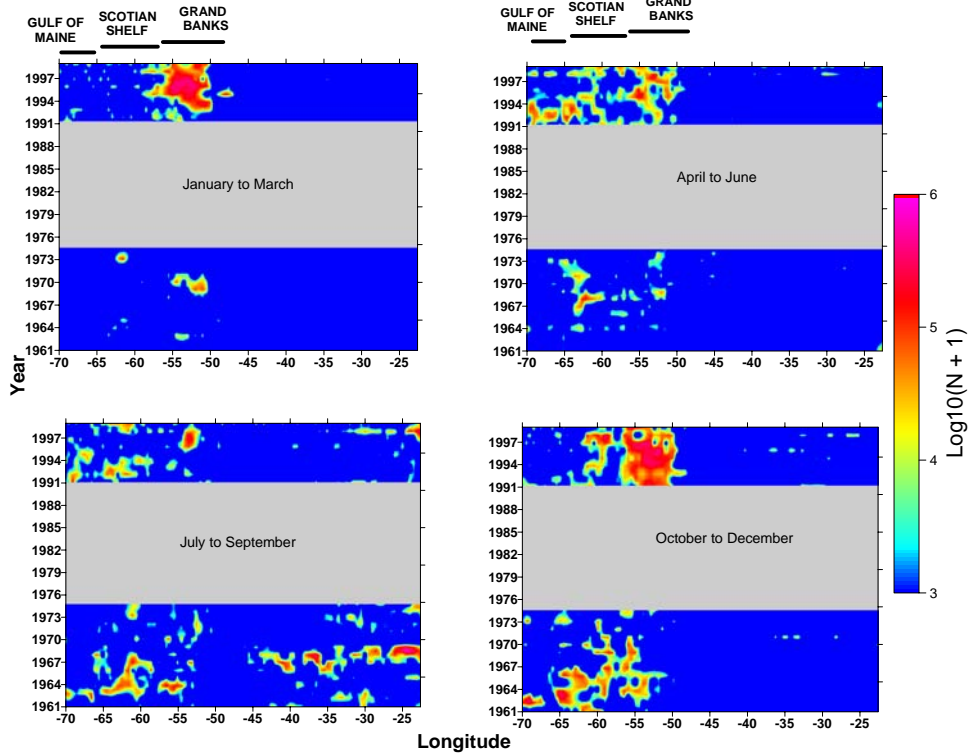 GULF OF
MAINE
SCOTIAN
SHELF
GRAND
BANKS
1997
1994
1991
1988
1985
1982
1979
1976
1973
1970
1967
1964
1961
January to March
-70 -65 -60 -55 -50 -45 -40 -35 -30 -25
GULF OF
MAINE
SCOTIAN
SHELF
GRAND
BANKS
1997
1994
1991
1988
1985
1982
1979
1976
1973
1970
1967
1964
1961
April to June
-70 -65 -60 -55 -50 -45 -40 -35 -30 -25
Year
1997
1994
1991
1988
1985
1982
1979
1976
1973
1970
1967
1964
1961
July to September
-70 -65 -60 -55 -50 -45 -40 -35 -30 -25
1997
1994
1991
1988
1985
1982
1979
1976
1973
1970
1967
1964
1961
October to December
-70 -65 -60 -55 -50 -45 -40 -35 -30 -25
Longitude
6
5
4
3
Log10(N + 1)